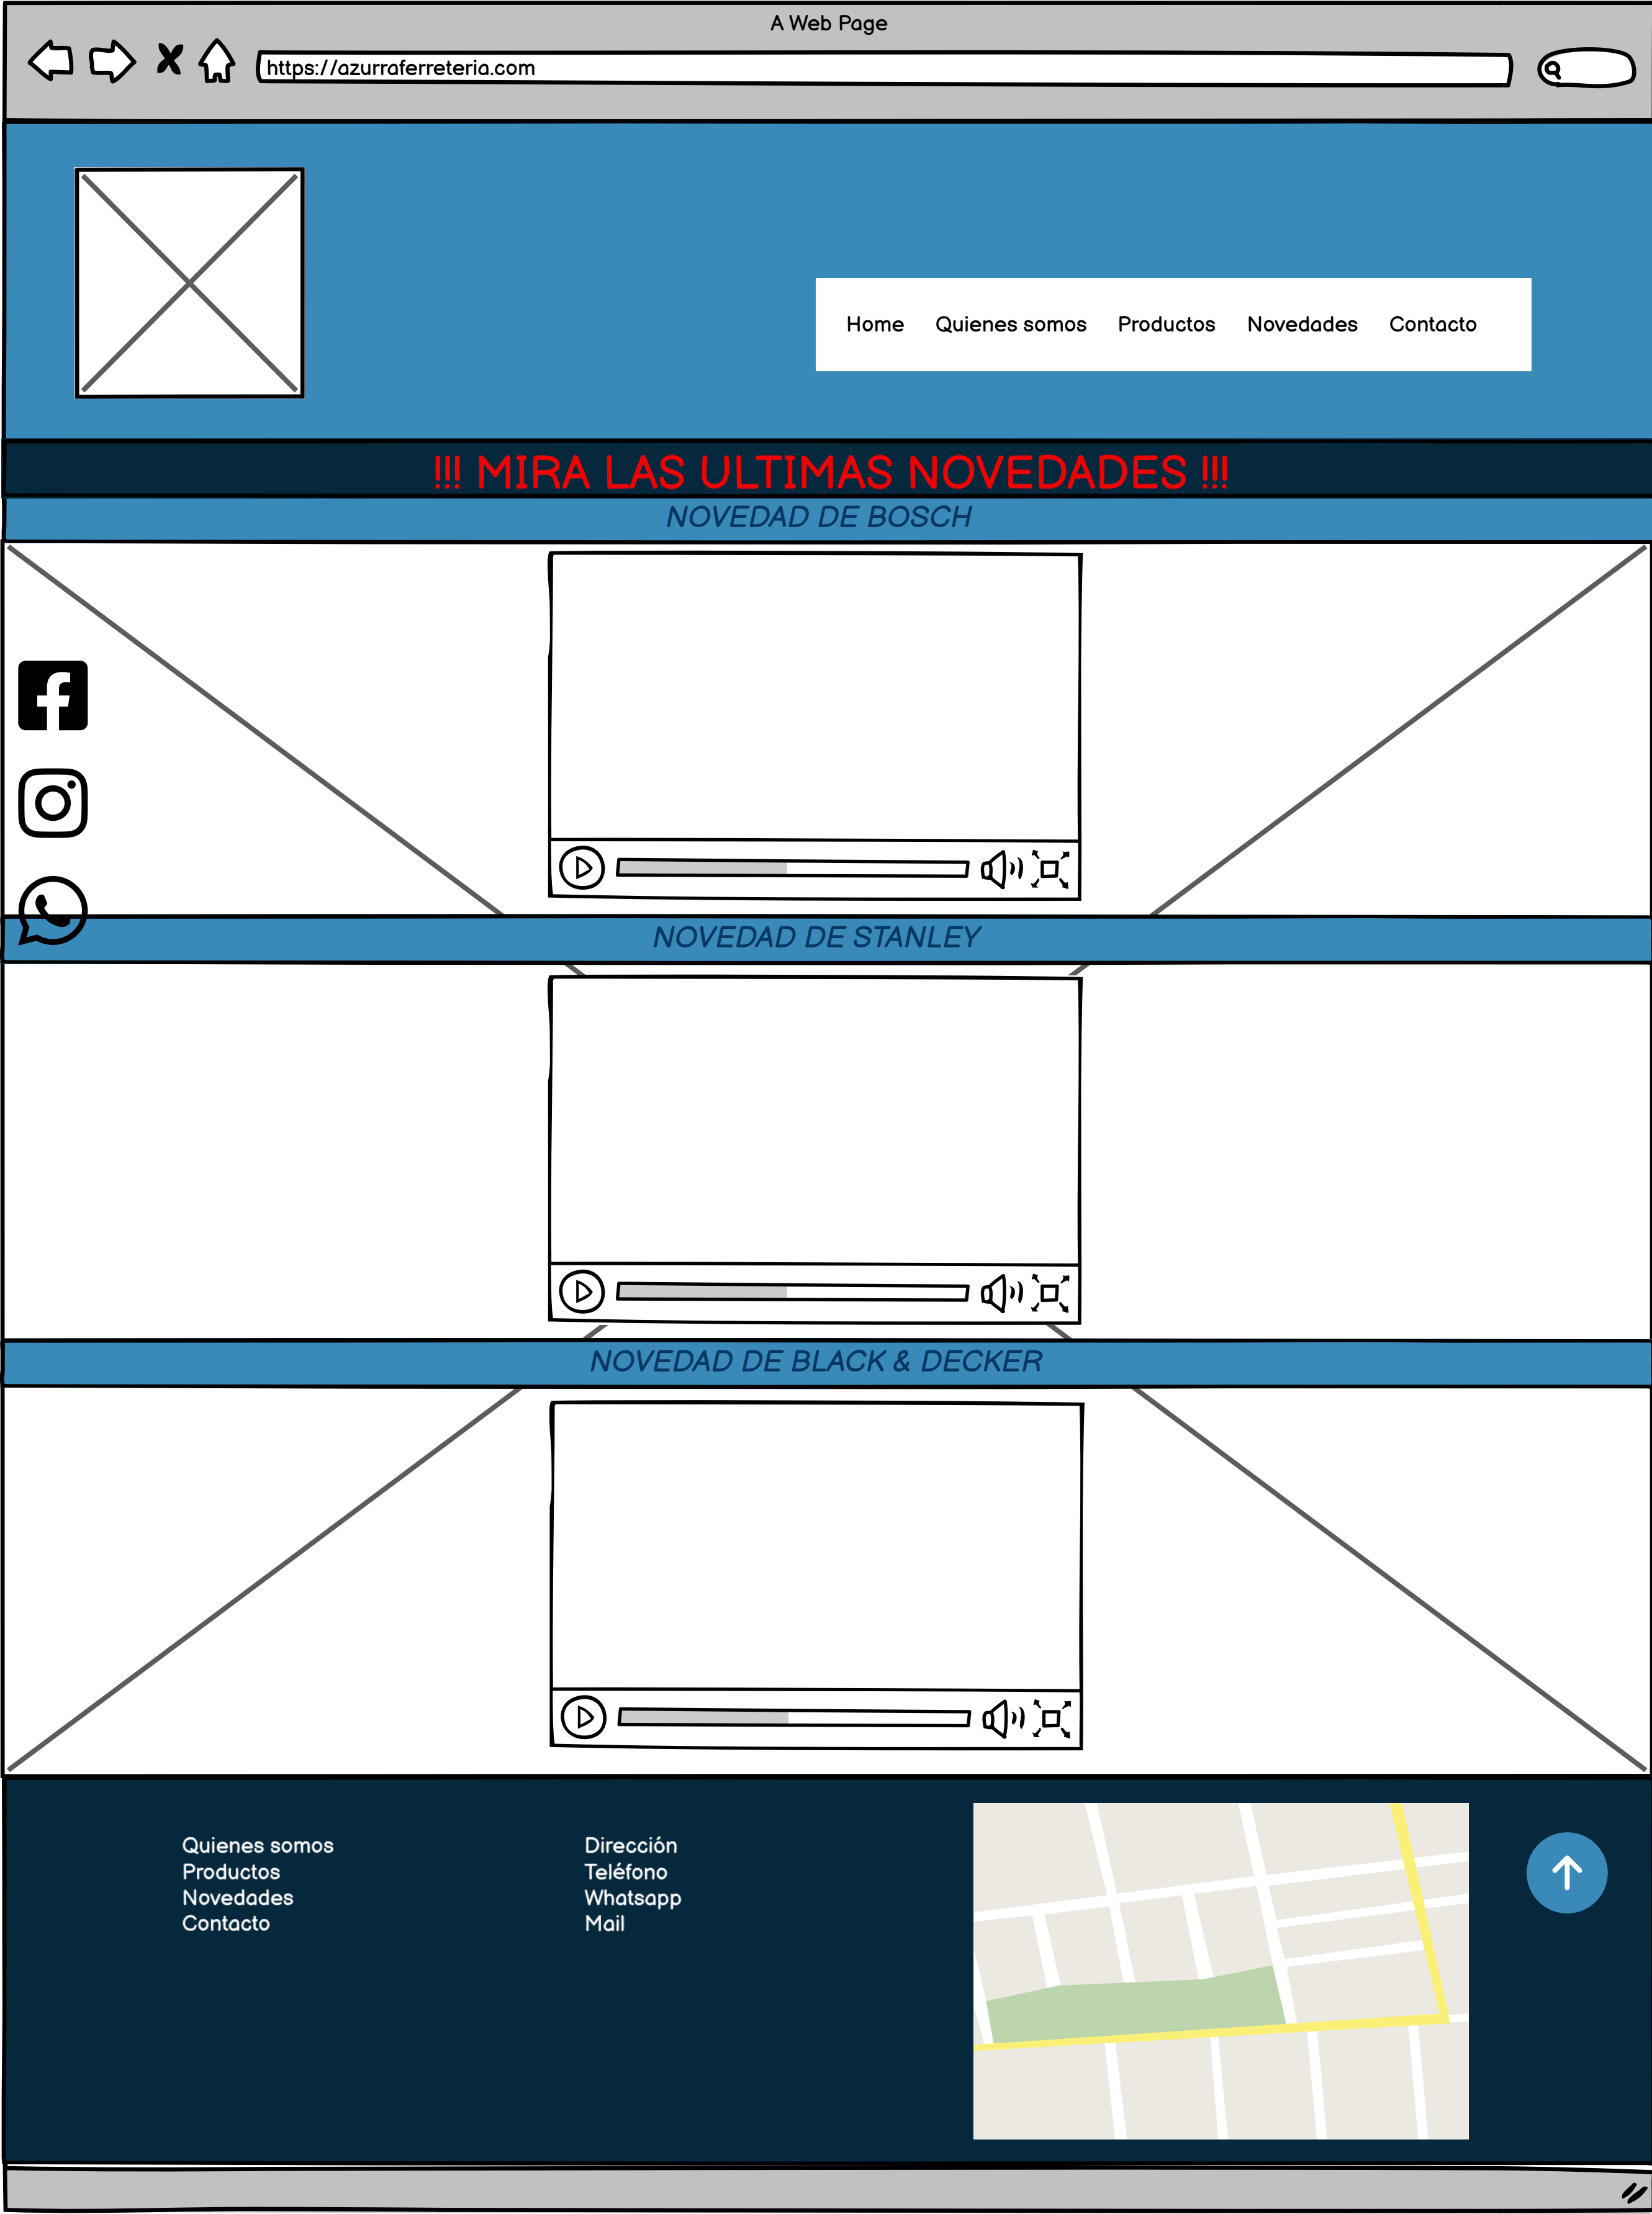 A Web Page
https://azurraferreteria.com
Home Quienes somos Productos Novedades Contacto
!!! MIRA LAS ULTIMAS NOVEDADES !!!
NOVEDAD DE BOSCH
NOVEDAD DE STANLEY
NOVEDAD DE BLACK & DECKER
Quienes somos
Productos
Novedades
Contacto
Dirección
Teléfono
Whatsapp
Mail